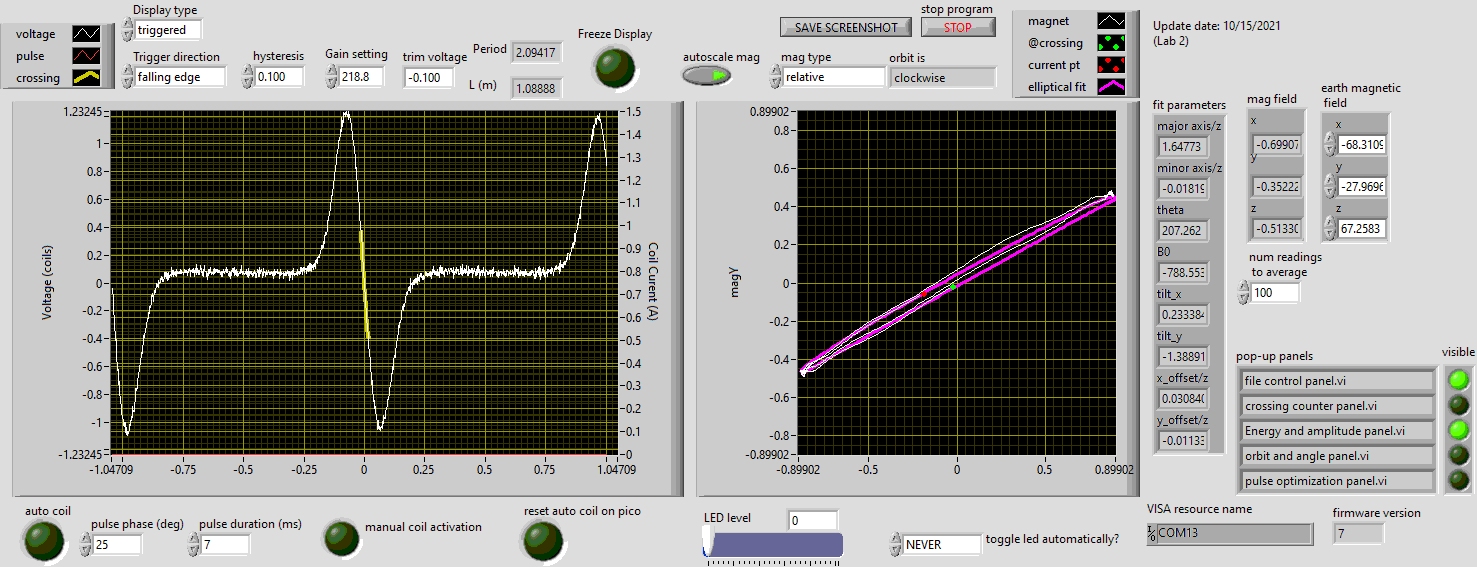 voltage
pulse
crossing
Display type
triggered
Trigger direction
falling edge
hysteresis
0.100
Gain setting
218.8
trim voltage
-0.100
Period
2.09417
L (m)
1.08888
Freeze Display
autoscale mag
SAVE SCREENSHOT
stop program
STOP
mag type
relative
orbit is
clockwise
magnet
@crossing
current pt
elliptical fit
Update date: 10/15/2021
(Lab 2)
Voltage (coils)
1.23245
1
0.8
0.6
0.4
0.2
0
-0.2
-0.4
-0.6
-0.8
-1
-1.23245
-1.04709
-0.75
-0.5
-0.25
0
0.25
0.5
0.75
1.04709
1.5
1.4
1.3
1.2
1.1
1
0.9
0.8
0.7
0.6
0.5
0.4
0.3
0.2
0.1
0
Coil Current (A)
magy
0.89902
0.8
0.6
0.4
0.2
0
-0.2
-0.4
-0.6
-0.8
-0.89902
-0.89902
-0.5
0
0.5
0.89902
fit parameters
major axis/z
1.64773
minor axis/z
-0.01819
theta
207.262
B0
-788.553
tilt_x
0.233384
tilt_y
-1.38891
x_offset/z
0.030840
y_offset/z
-0.01133
mag field
x
-0.69907
y
-0.35222
z
-0.51330
earth magnetic
field
x
-68.3109
y
-27.9696
z
67.2583
num readings
to average
100
pop-up panels
visible
file control panel.vi
crossing counter panel.vi
Energy and amplitude panel.vi
orbit and angle panel.vi
pulse optimization panel.vi
auto coil
pulse phase (deg)
25
pulse duration (ms)
7
manual coil activation
reset auto coil on pico
LED level
0
NEVER
toggle led automatically?
VISA resource name
COM13
firmware version
7